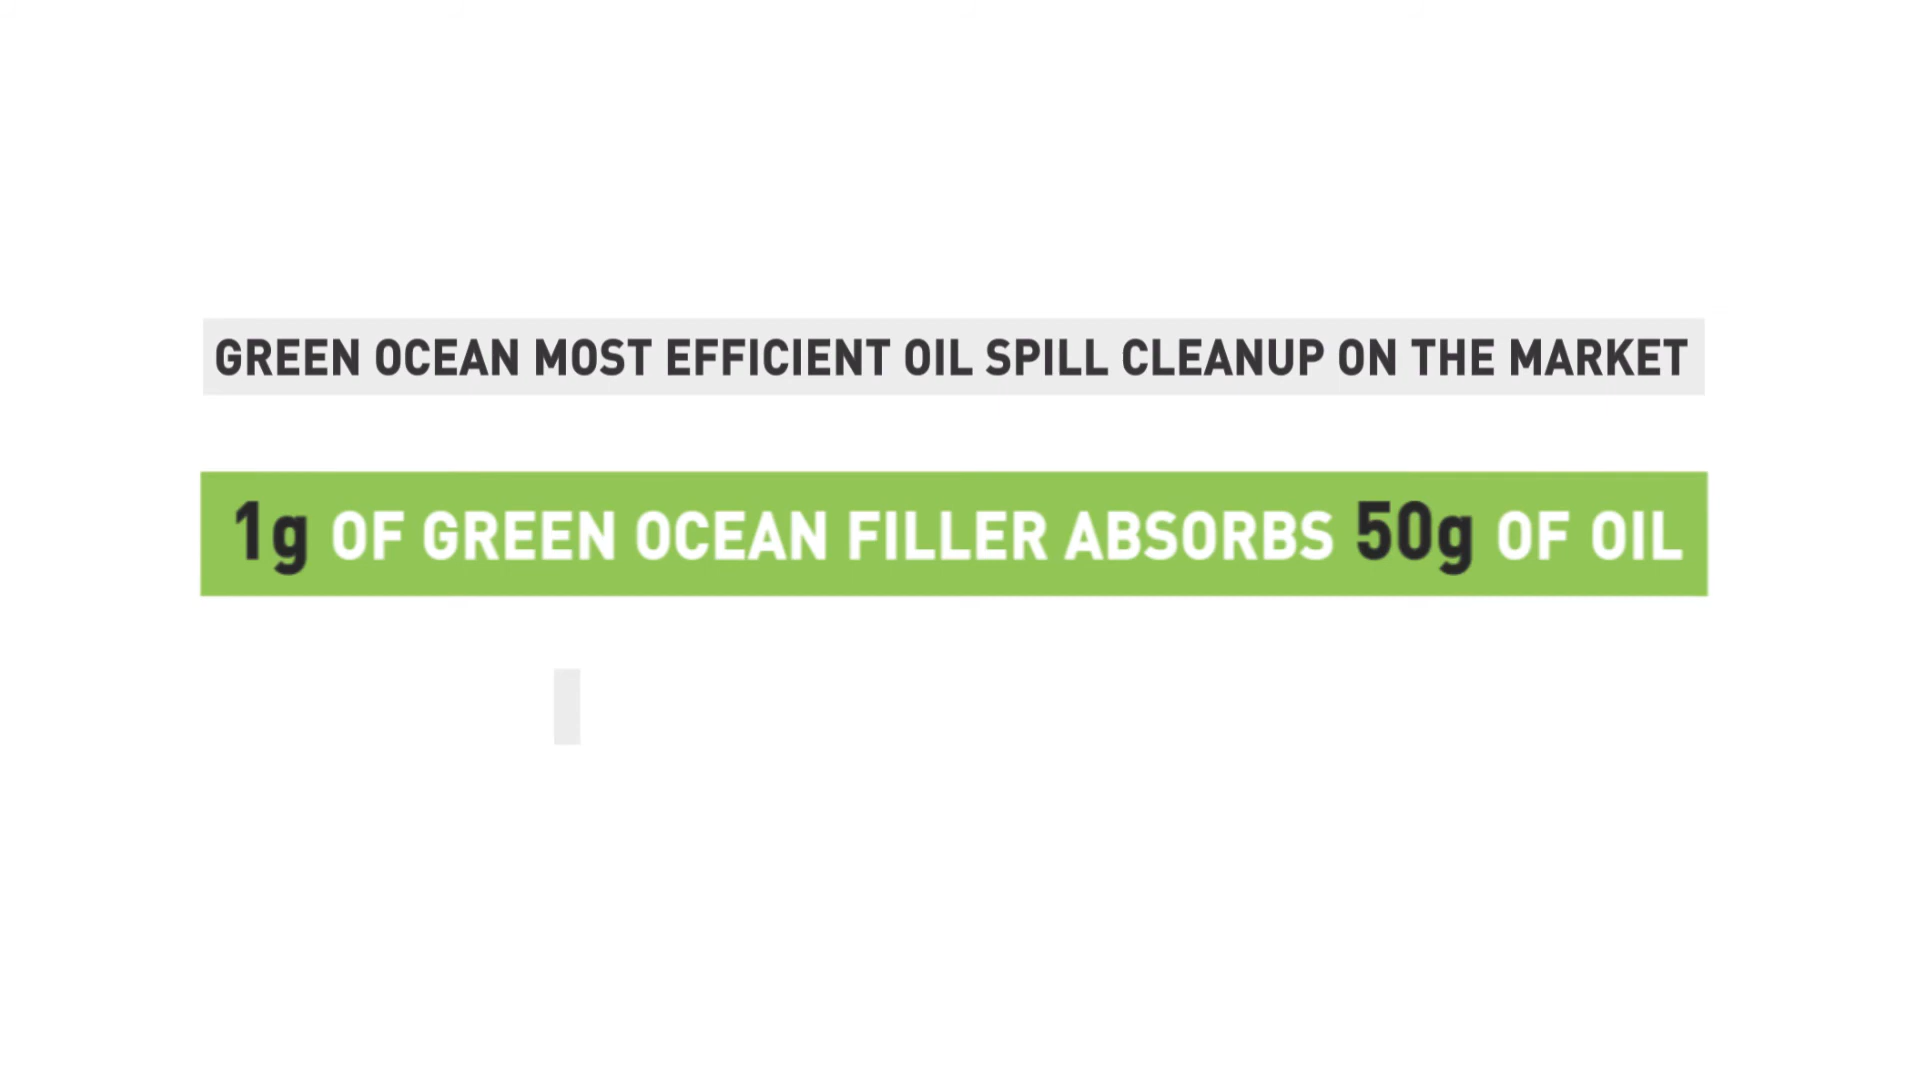 GREEN OCEAN MOST EFFICIENT OIL SPILL CLEANUP ON THE MARKET
1g OF GREEN OCEAN FILLER ABSORBS 50g OF OIL